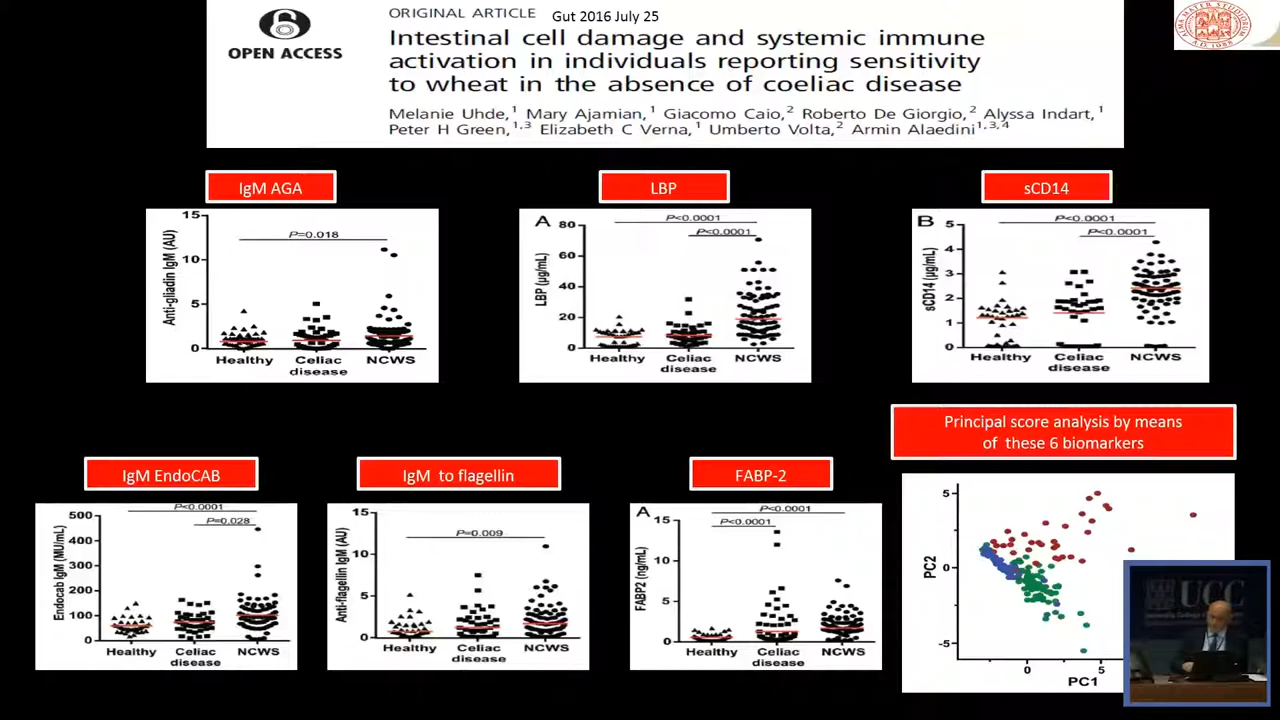 ORIGINAL ARTICLE Gut 2016 July 25
OPEN ACCESS
Intestinal cell damage and systemic immune
activation in individuals reporting sensitivity
to wheat in the absence of coeliac disease
Melanie Uhde,1 Mary Ajamian,1 Giacomo Caio,2 Roberto De Giorgio,2 Alyssa Indart,1
Peter H Green,1,3 Elizabeth C Verna,1 Umberto Volta,2 Armin Alaedini1,3,4
IgM AGA
15
10
5
0
Anti-gliadin IgM (AU)
P=0.018
Healthy Celiac disease NCWS
LBP
A
80
60
40
20
0
LBP (µg/mL)
P<0.0001
P<0.0001
Healthy Celiac disease NCWS
sCD14
B
5
4
3
2
1
0
sCD14 (µg/mL)
P<0.0001
P<0.0001
Healthy Celiac disease NCWS
IgM EndoCAB
500
400
300
200
100
0
Endocab IgM (MU/mL)
P<0.0001
P=0.028
Healthy Celiac disease NCWS
IgM to flagellin
15
10
5
0
Anti-flagellin IgM (AU)
P=0.009
Healthy Celiac disease NCWS
FABP-2
A
15
10
5
0
FABP2 (ng/mL)
P<0.0001
P<0.0001
Healthy Celiac disease NCWS
Principal score analysis by means
of these 6 biomarkers
5
0
-5
PC2
0 5
PC1
UCC